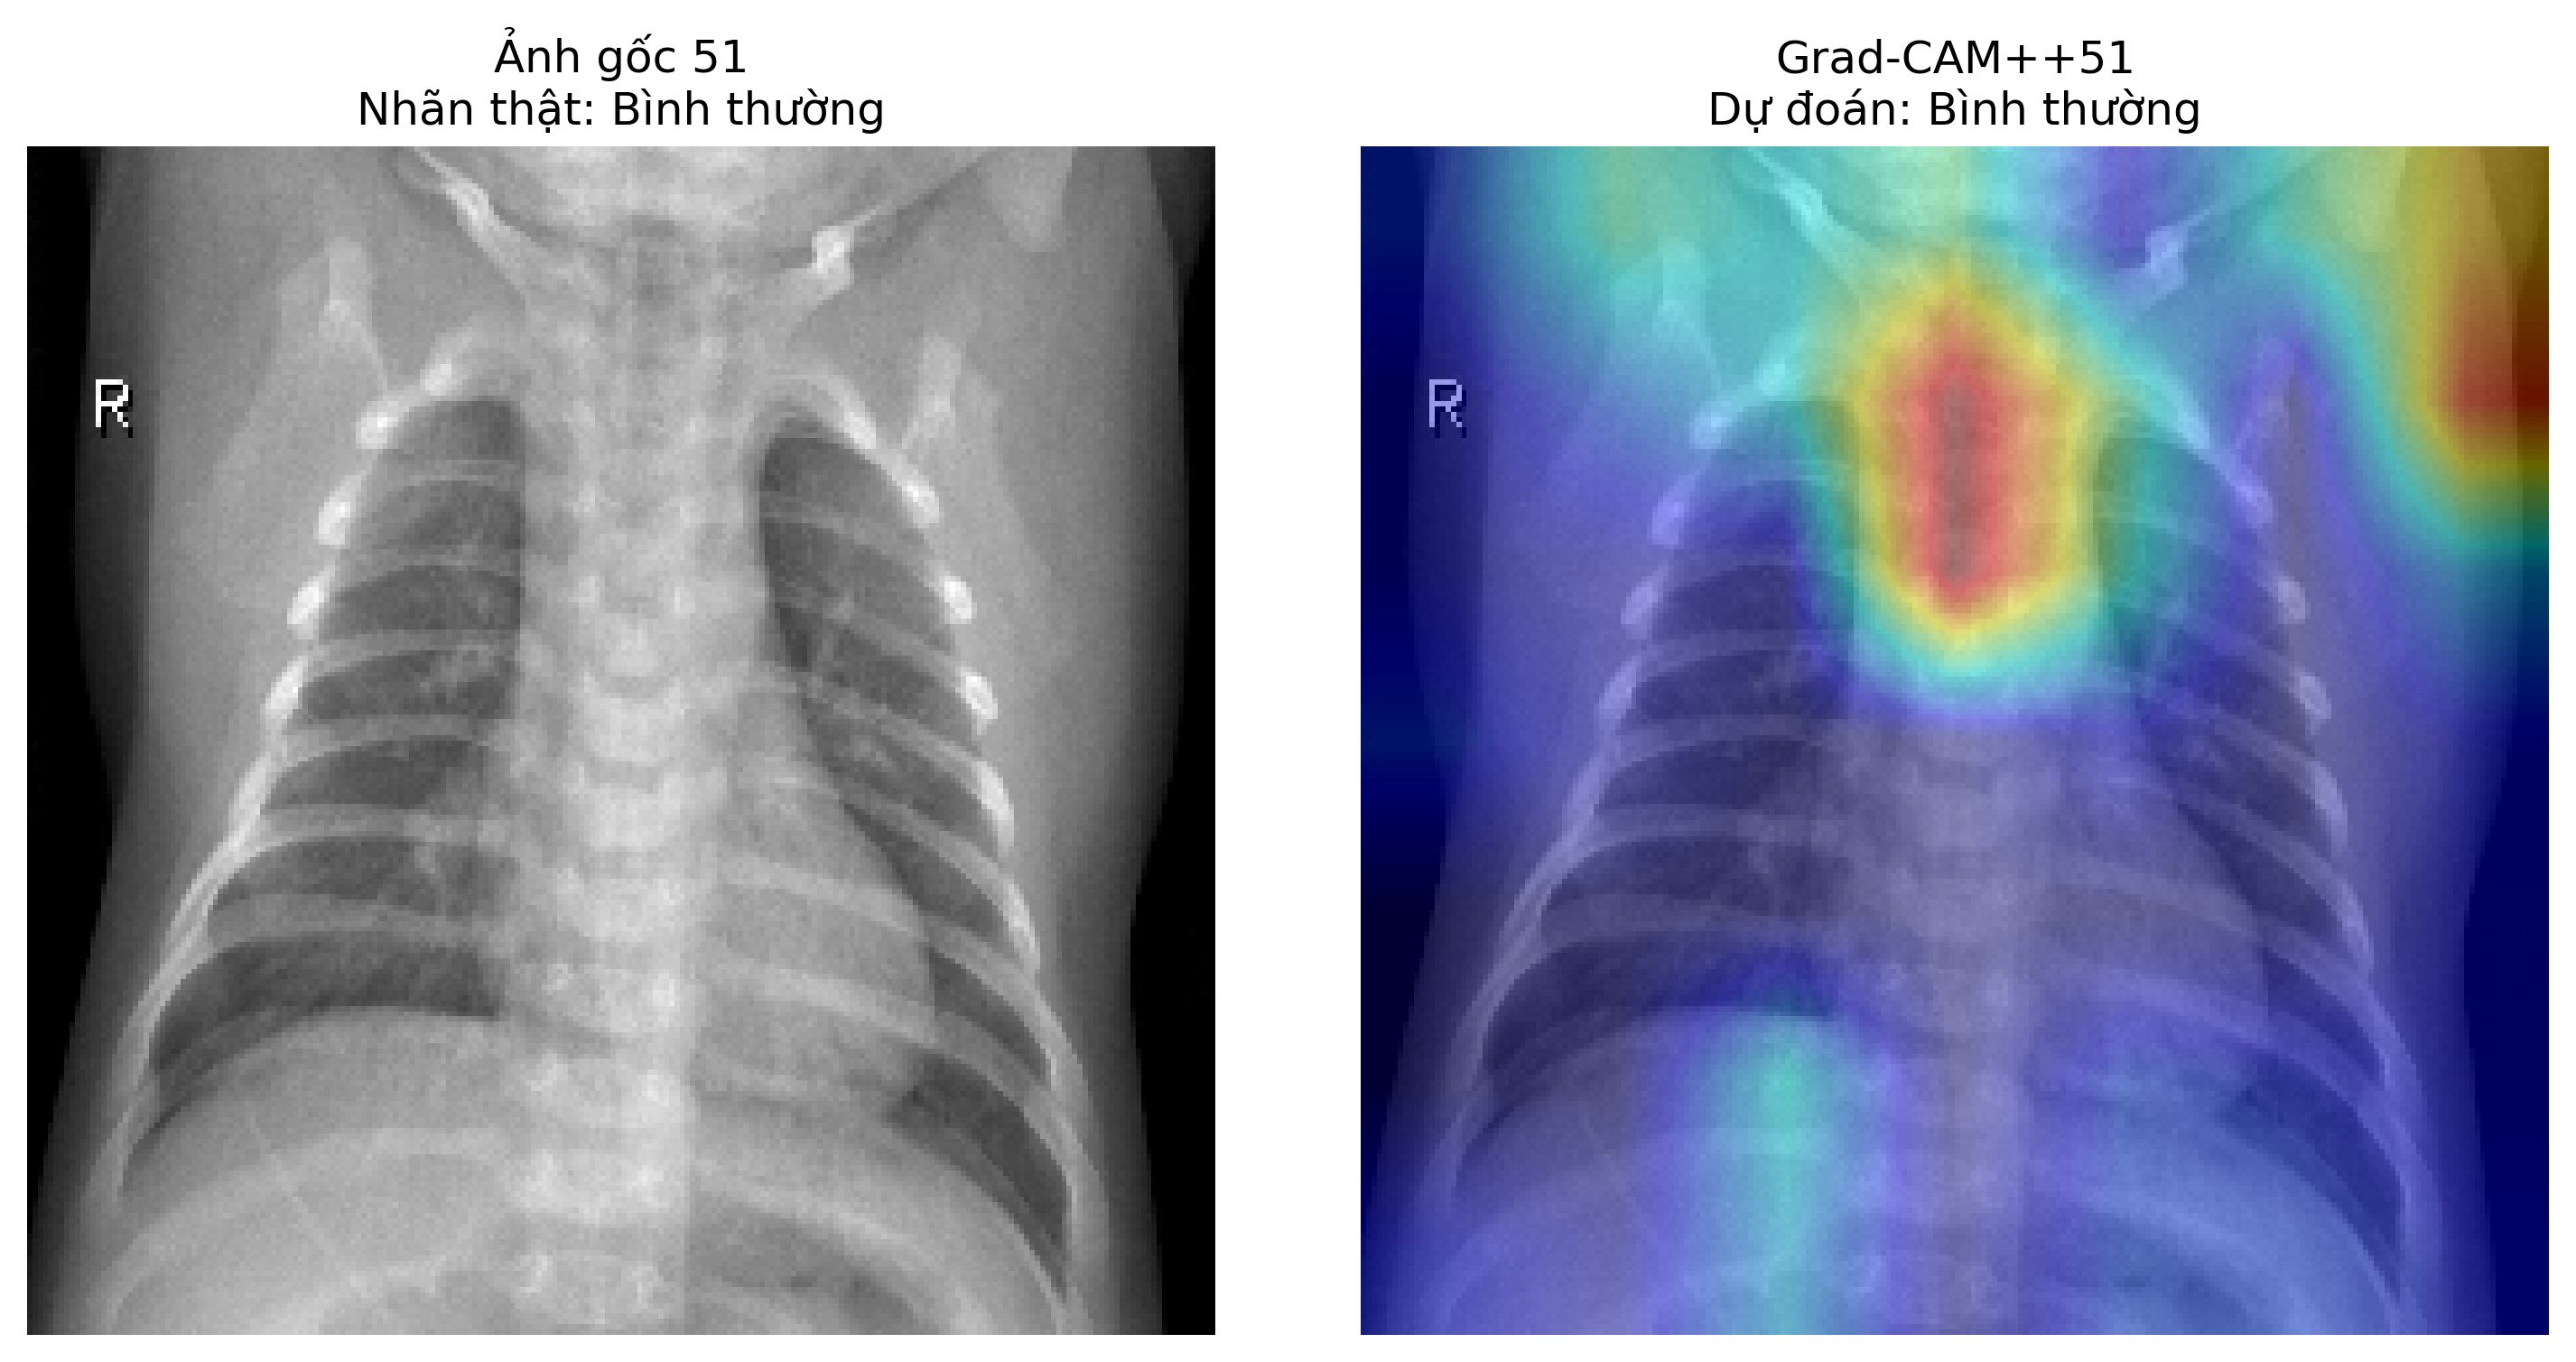 Ảnh gốc 51
Nhãn thật: Bình thường
Grad-CAM++51
Dự đoán: Bình thường
R
R